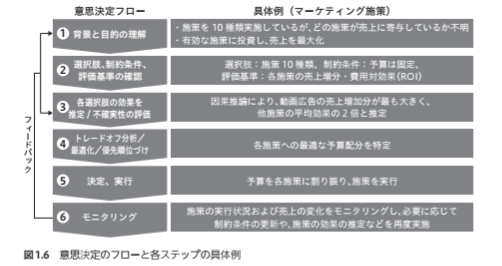 意思決定フロー
具体例（マーケティング施策）
1 背景と目的の理解
・施策を10種類実施しているが、どの施策が売上に寄与しているか不明
・有効な施策に投資し、売上を最大化
2 選択肢、制約条件、
評価基準の確認
選択肢：施策10種類、制約条件：予算は固定、
評価基準：各施策の売上増分・費用対効果（ROI）
3 各選択肢の効果を
推定／不確実性の評価
因果推論により、動画広告の売上増加分が最も大きく、
他施策の平均効果の2倍と推定
4 トレードオフ分析／
最適化／優先順位づけ
各施策への最適な予算配分を特定
5 決定、実行
予算を各施策に割り振り、施策を実行
6 モニタリング
施策の実行状況および売上の変化をモニタリングし、必要に応じて
制約条件の更新や、施策の効果の推定などを再度実施
フィードバック
図1.6 意思決定のフローと各ステップの具体例